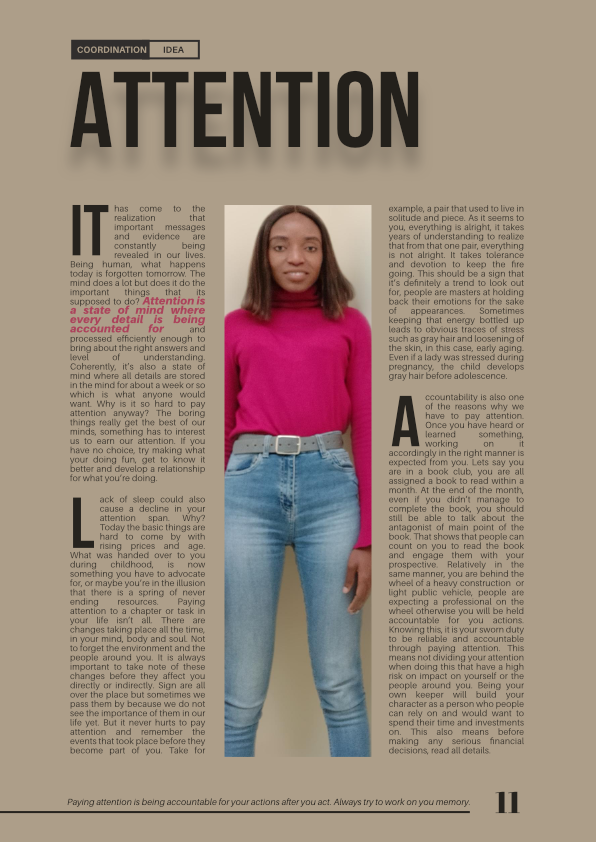 COORDINATION IDEA
ATTENTION
IT has come to the
realization that
important messages
and evidence are
constantly being
revealed in our lives.
Being human, what happens
today is forgotten tomorrow. The
mind does a lot but does it do the
important things that its
supposed to do? Attention is
a state of mind where
every detail is being
accounted for and
processed efficiently enough to
bring about the right answers and
level of understanding.
Coherently, it's also a state of
mind where all details are stored
in the mind for about a week or so
which is what anyone would
want. Why is it so hard to pay
attention anyway? The boring
things really get the best of our
minds, something has to interest
us to earn our attention. If you
have no choice, try making what
your doing fun, get to know it
better and develop a relationship
for what you're doing.
Lack of sleep could also
cause a decline in your
attention span. Why?
Today the basic things are
hard to come by with
rising prices and age.
What was handed over to you
during childhood, is now
something you have to advocate
for, or maybe you're in the illusion
that there is a spring of never
ending resources. Paying
attention to a chapter or task in
your life isn't all. There are
changes taking place all the time,
in your mind, body and soul. Not
to forget the environment and the
people around you. It is always
important to take note of these
changes before they affect you
directly or indirectly. Sign are all
over the place but sometimes we
pass them by because we do not
see the importance of them in our
life yet. But it never hurts to pay
attention and remember the
events that took place before they
become part of you. Take for
example, a pair that used to live in
solitude and piece. As it seems to
you, everything is alright, it takes
years of understanding to realize
that from that one pair, everything
is not alright. It takes tolerance
and devotion to keep the fire
going. This should be a sign that
it's definitely a trend to look out
for, people are masters at holding
back their emotions for the sake
of appearances. Sometimes
keeping that energy bottled up
leads to obvious traces of stress
such as gray hair and loosening of
the skin, in this case, early aging.
Even if a lady was stressed during
pregnancy, the child develops
gray hair before adolescence.
Accountability is also one
of the reasons why we
have to pay attention.
Once you have heard or
learned something,
working on it
accordingly in the right manner is
expected from you. Lets say you
are in a book club, you are all
assigned a book to read within a
month. At the end of the month,
even if you didn't manage to
complete the book, you should
still be able to talk about the
antagonist of main point of the
book. That shows that people can
count on you to read the book
and engage them with your
prospective. Relatively in the
same manner, you are behind the
wheel of a heavy construction or
light public vehicle, people are
expecting a professional on the
wheel otherwise you will be held
accountable for you actions.
Knowing this, it is your sworn duty
to be reliable and accountable
through paying attention. This
means not dividing your attention
when doing this that have a high
risk on impact on yourself or the
people around you. Being your
own keeper will build your
character as a person who people
can rely on and would want to
spend their time and investments
on. This also means before
making any serious financial
decisions, read all details.
Paying attention is being accountable for your actions after you act. Always try to work on you memory.
11